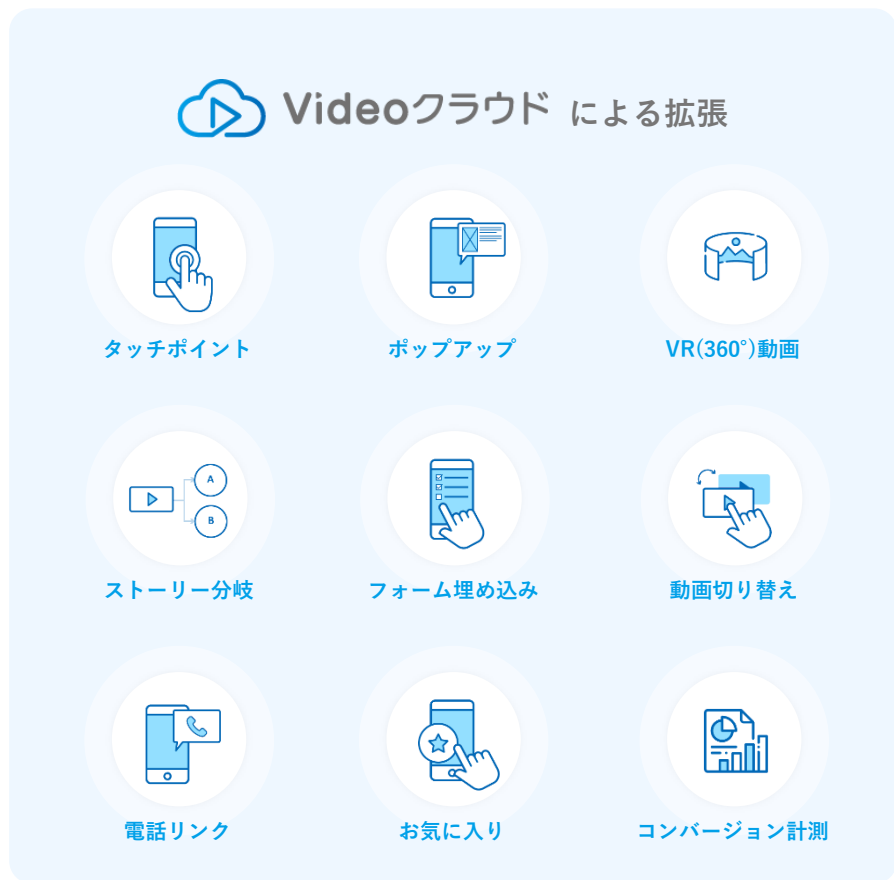 Videoクラウド による拡張
タッチポイント
ポップアップ
VR(360°)動画
A
B
ストーリー分岐
フォーム埋め込み
動画切り替え
電話リンク
お気に入り
コンバージョン計測